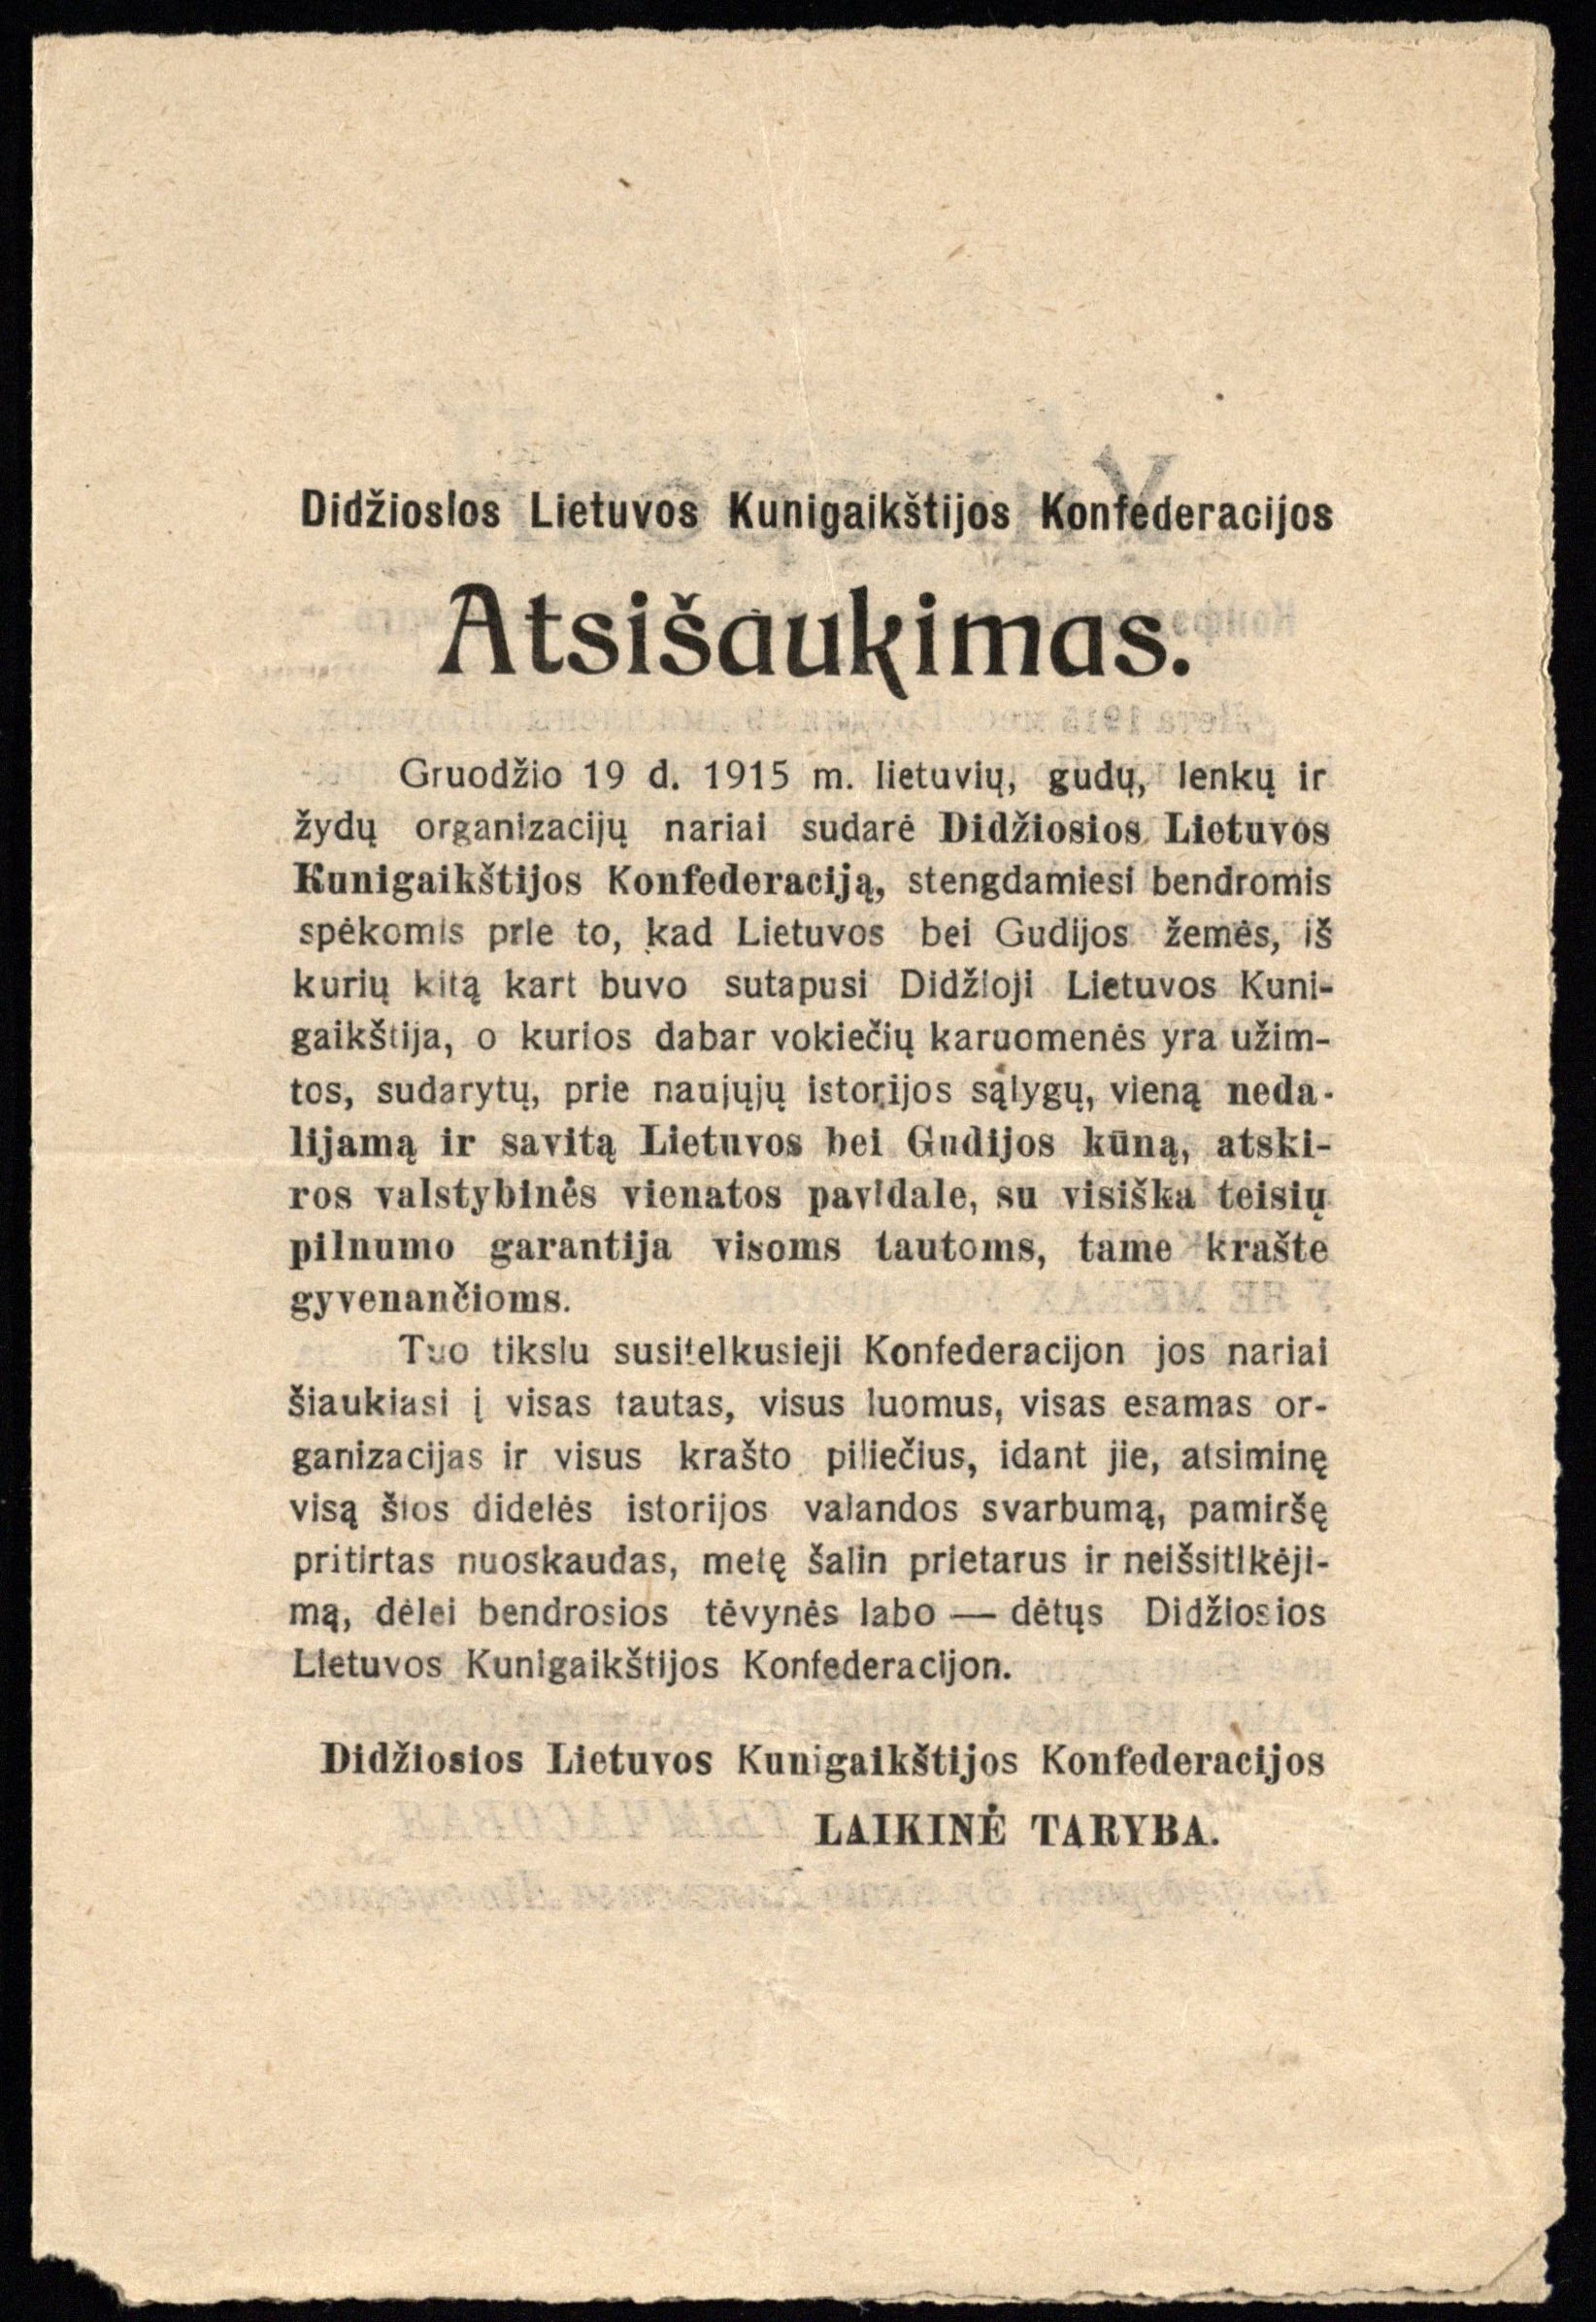 Didžiosios Lietuvos Kunigaikštijos Konfederacijos
Atsišaukimas.
Gruodžio 19 d. 1915 m. lietuvių, gudų, lenkų ir
žydų organizacijų nariai sudarė Didžiosios Lietuvos
Kunigaikštijos Konfederaciją, stengdamiesi bendromis
spėkomis prie to, kad Lietuvos bei Gudijos žemės, iš
kurių kitą kart buvo sutapusi Didžioji Lietuvos Kuni-
gaikštija, o kurios dabar vokiečių karuomenės yra užim-
tos, sudarytų, prie naujųjų istorijos sąlygų, vieną neda-
lijamą ir savitą Lietuvos bei Gudijos kūną, atski-
ros valstybinės vienatos pavidale, su visiška teisių
pilnumo garantija visoms tautoms, tame krašte
gyvenančioms.
Tuo tikslu susitelkusieji Konfederacijon jos nariai
šiaukiasi į visas tautas, visus luomus, visas esamas or-
ganizacijas ir visus krašto piliečius, idant jie, atsiminę
visą šios didelės istorijos valandos svarbumą, pamiršę
pritirtas nuoskaudas, metę šalin prietarus ir neišsitikėji-
mą, dėlei bendrosios tėvynės labo — dėtųs Didžiosios
Lietuvos Kunigaikštijos Konfederacijon.
Didžiosios Lietuvos Kunigaikštijos Konfederacijos
LAIKINĖ TARYBA.